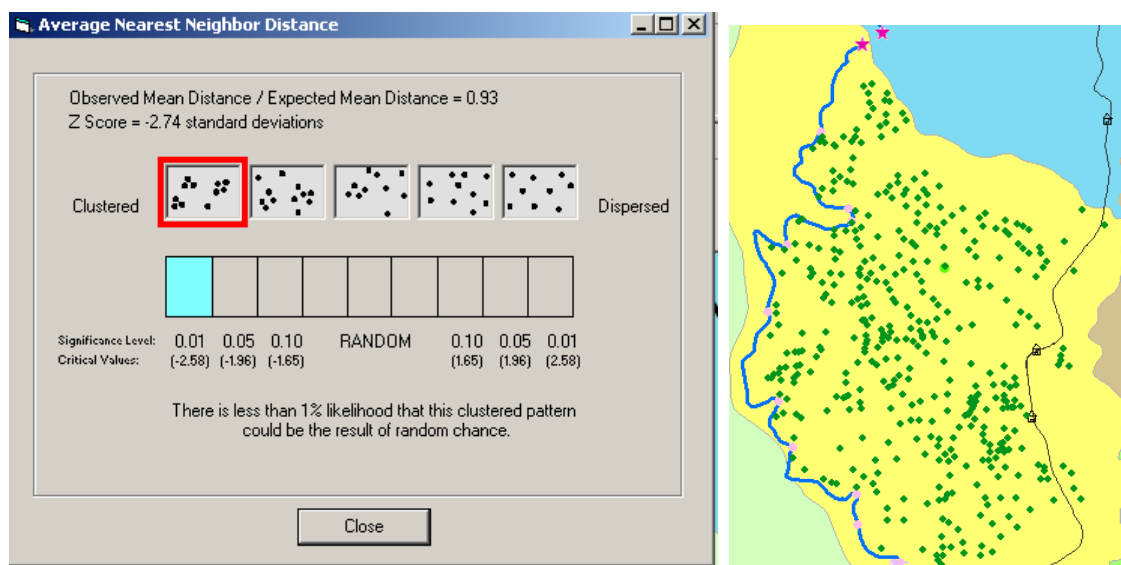 Average Nearest Neighbor Distance
Observed Mean Distance / Expected Mean Distance = 0.93
Z Score = -2.74 standard deviations
Clustered
Dispersed
Significance Level: 0.01 0.05 0.10 RANDOM 0.10 0.05 0.01
Critical Values: (-2.58) (-1.96) (-1.65) (1.65) (1.96) (2.58)
There is less than 1% likelihood that this clustered pattern
could be the result of random chance.
Close